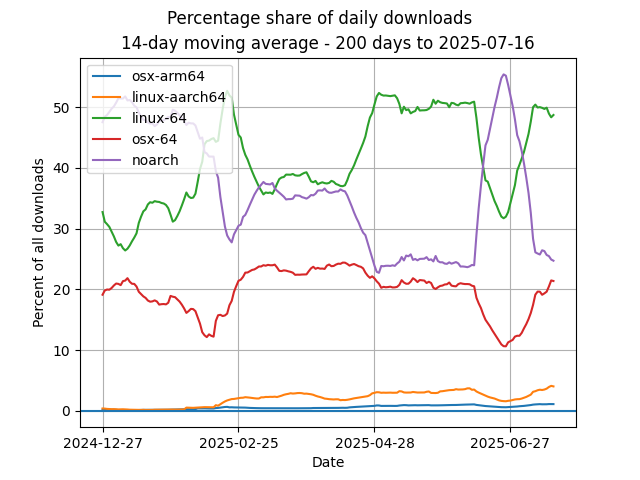 Percentage share of daily downloads
14-day moving average - 200 days to 2025-07-16
osx-arm64
linux-aarch64
linux-64
osx-64
noarch
Percent of all downloads
50
40
30
20
10
0
2024-12-27
2025-02-25
2025-04-28
2025-06-27
Date